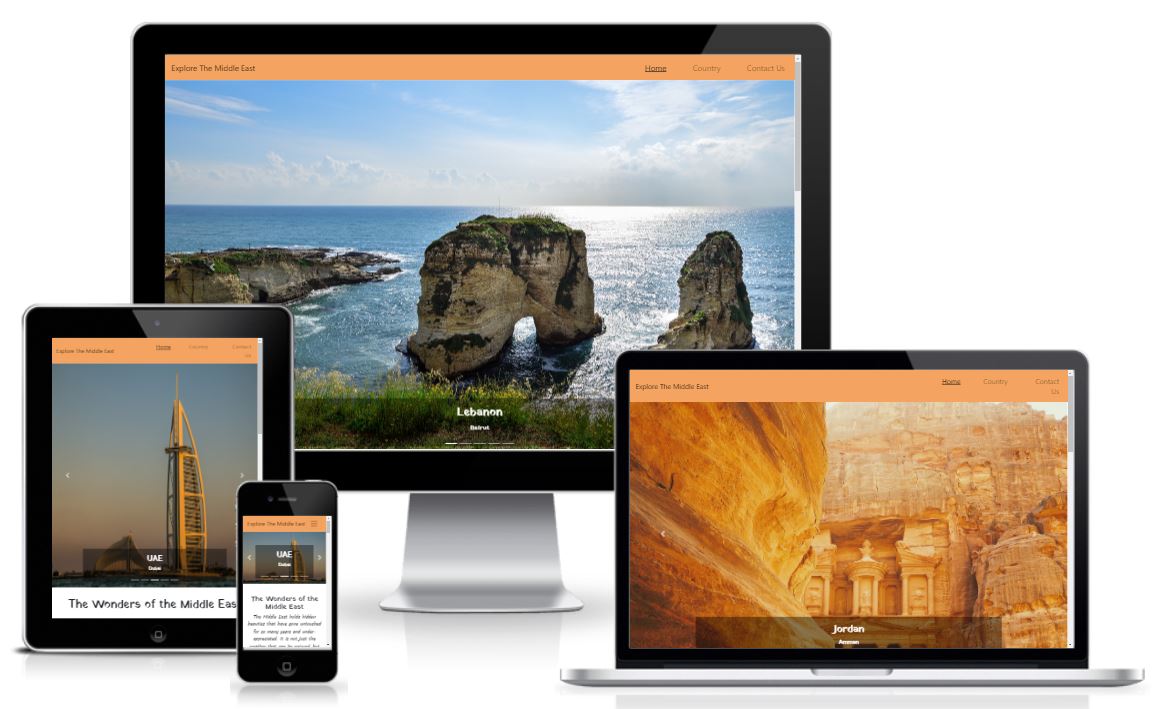 Explore The Middle East
Home
Country
Contact Us
Lebanon
Beirut
Explore The Middle East
Home
Country
Contact
Us
UAE
Dubai
The Wonders of the Middle Eas
Explore The Middle East
UAE
Dubai
The Wonders of the
Middle East
The Middle East holds hidden
beauties that have gone untouched
for so many years and under
appreciated. It is not just the
Explore The Middle East
Home
Country
Contact
Us
Jordan
Amman